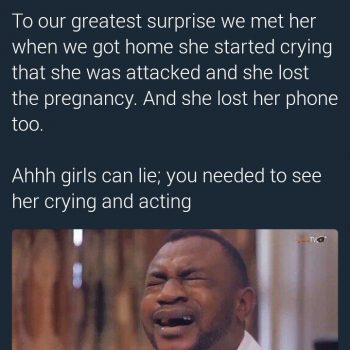 To our greatest surprise we met her
when we got home she started crying
that she was attacked and she lost
the pregnancy. And she lost her phone
too.
Ahhh girls can lie; you needed to see
her crying and acting